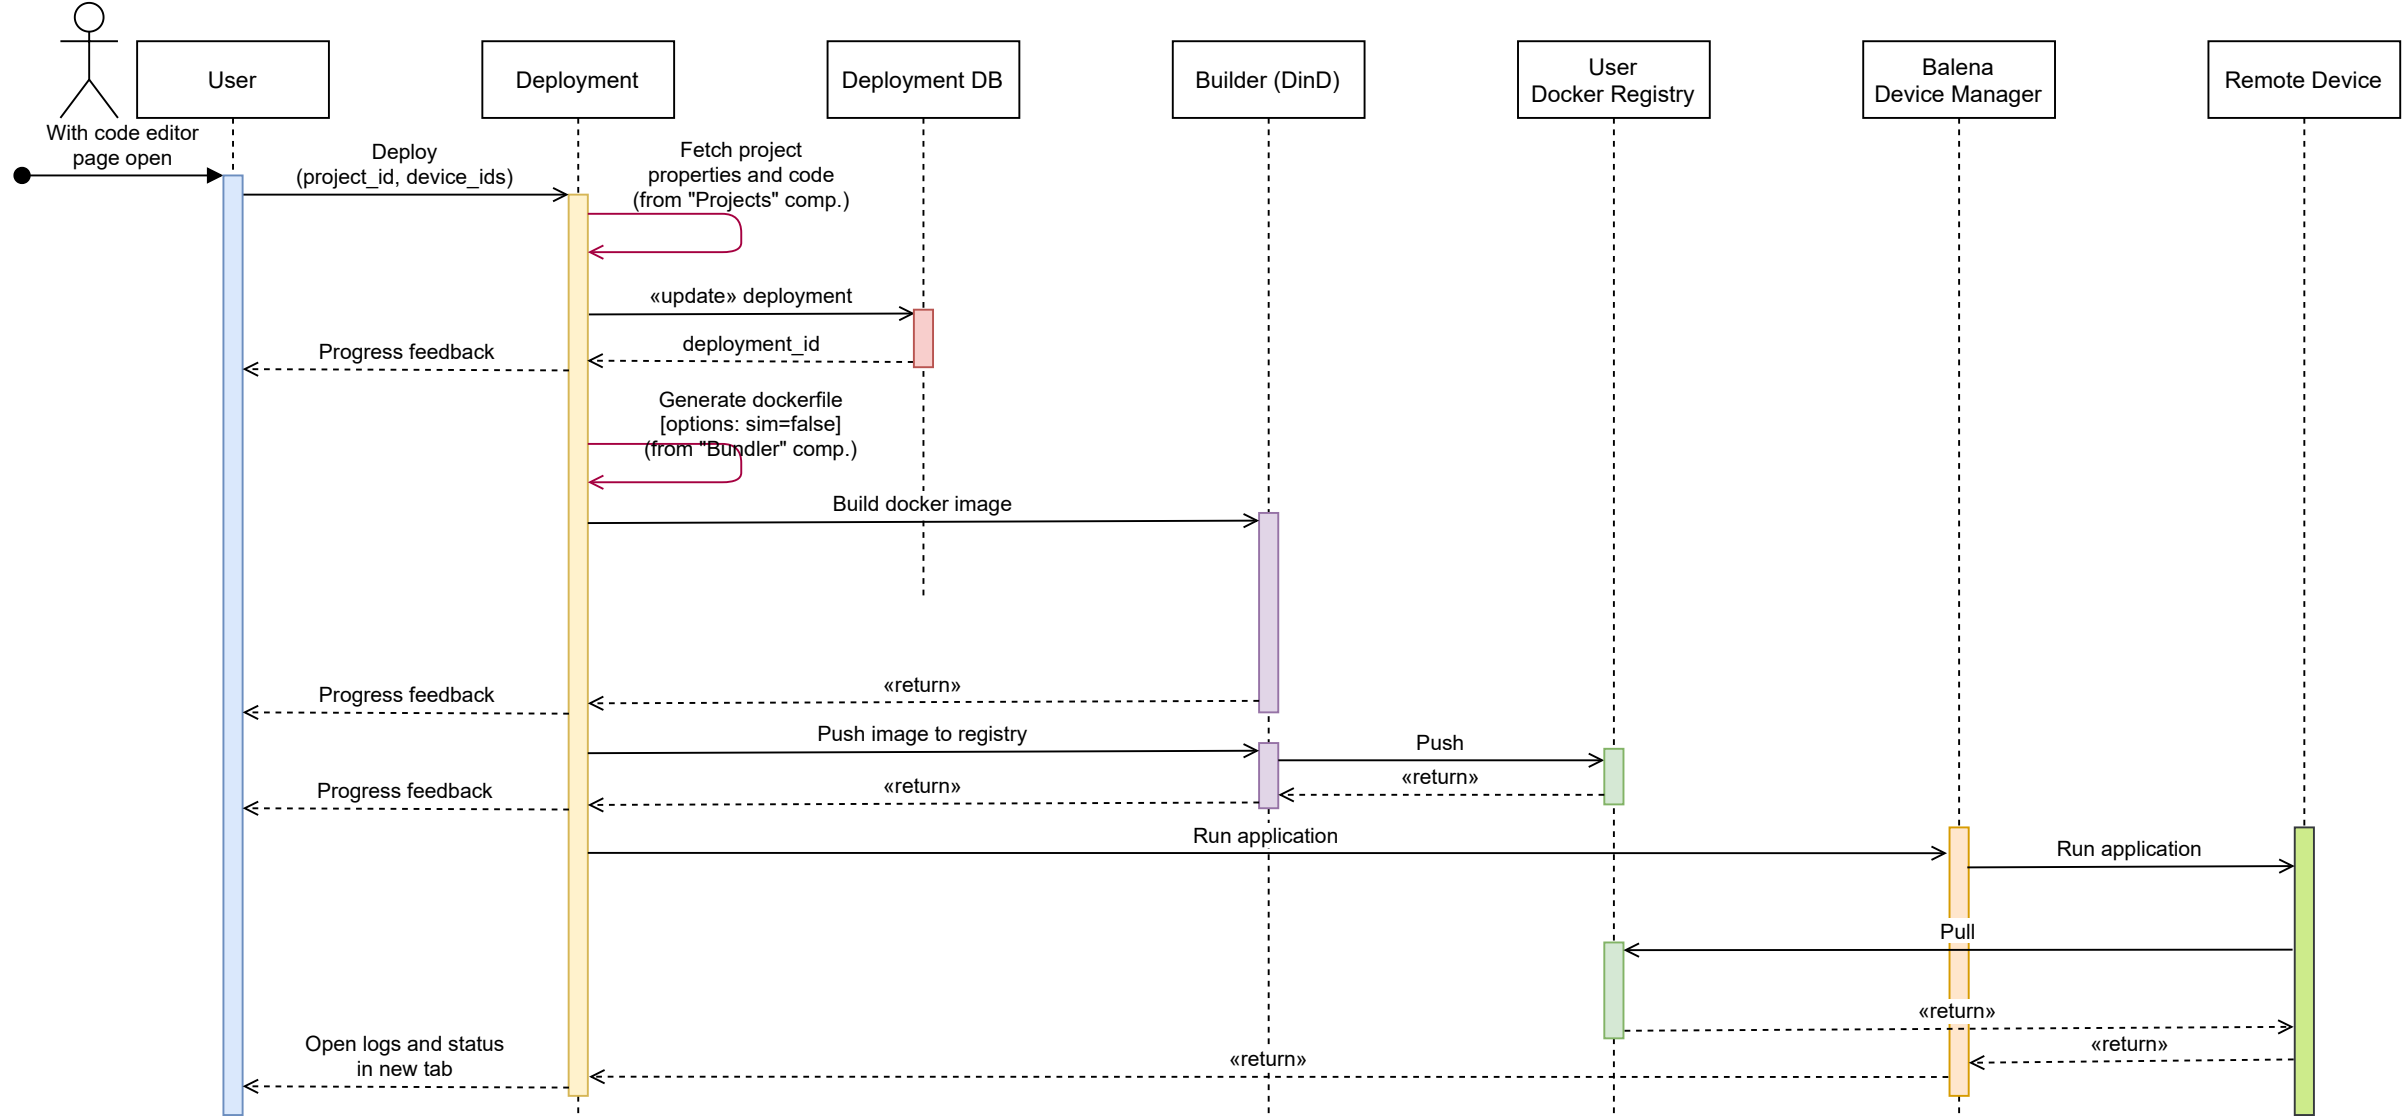 User
Deployment
Deployment DB
Builder (DinD)
User
Docker Registry
Balena
Device Manager
Remote Device
With code editor
page open
Deploy
(project_id, device_ids)
Fetch project
properties and code
(from "Projects" comp.)
«update» deployment
deployment_id
Progress feedback
Generate dockerfile
[options: sim=false]
(from "Bundler" comp.)
Build docker image
«return»
Progress feedback
Push image to registry
Push
«return»
«return»
Progress feedback
Run application
Run application
Pull
«return»
«return»
«return»
Open logs and status
in new tab